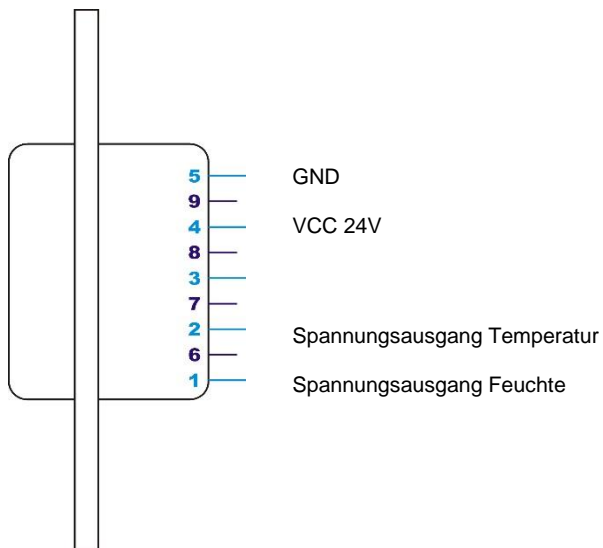 5 GND
9
4 VCC 24V
8
3
7
2 Spannungsausgang Temperatur
6
1 Spannungsausgang Feuchte